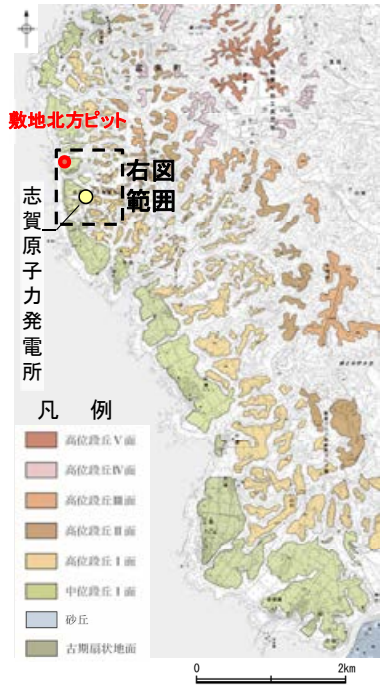 敷地北方ピット
右図
範囲
志賀原子力発電所
凡 例
高位段丘Ⅴ面
高位段丘Ⅳ面
高位段丘Ⅲ面
高位段丘Ⅱ面
高位段丘Ⅰ面
中位段丘Ⅰ面
砂丘
古期扇状地面
0 2km